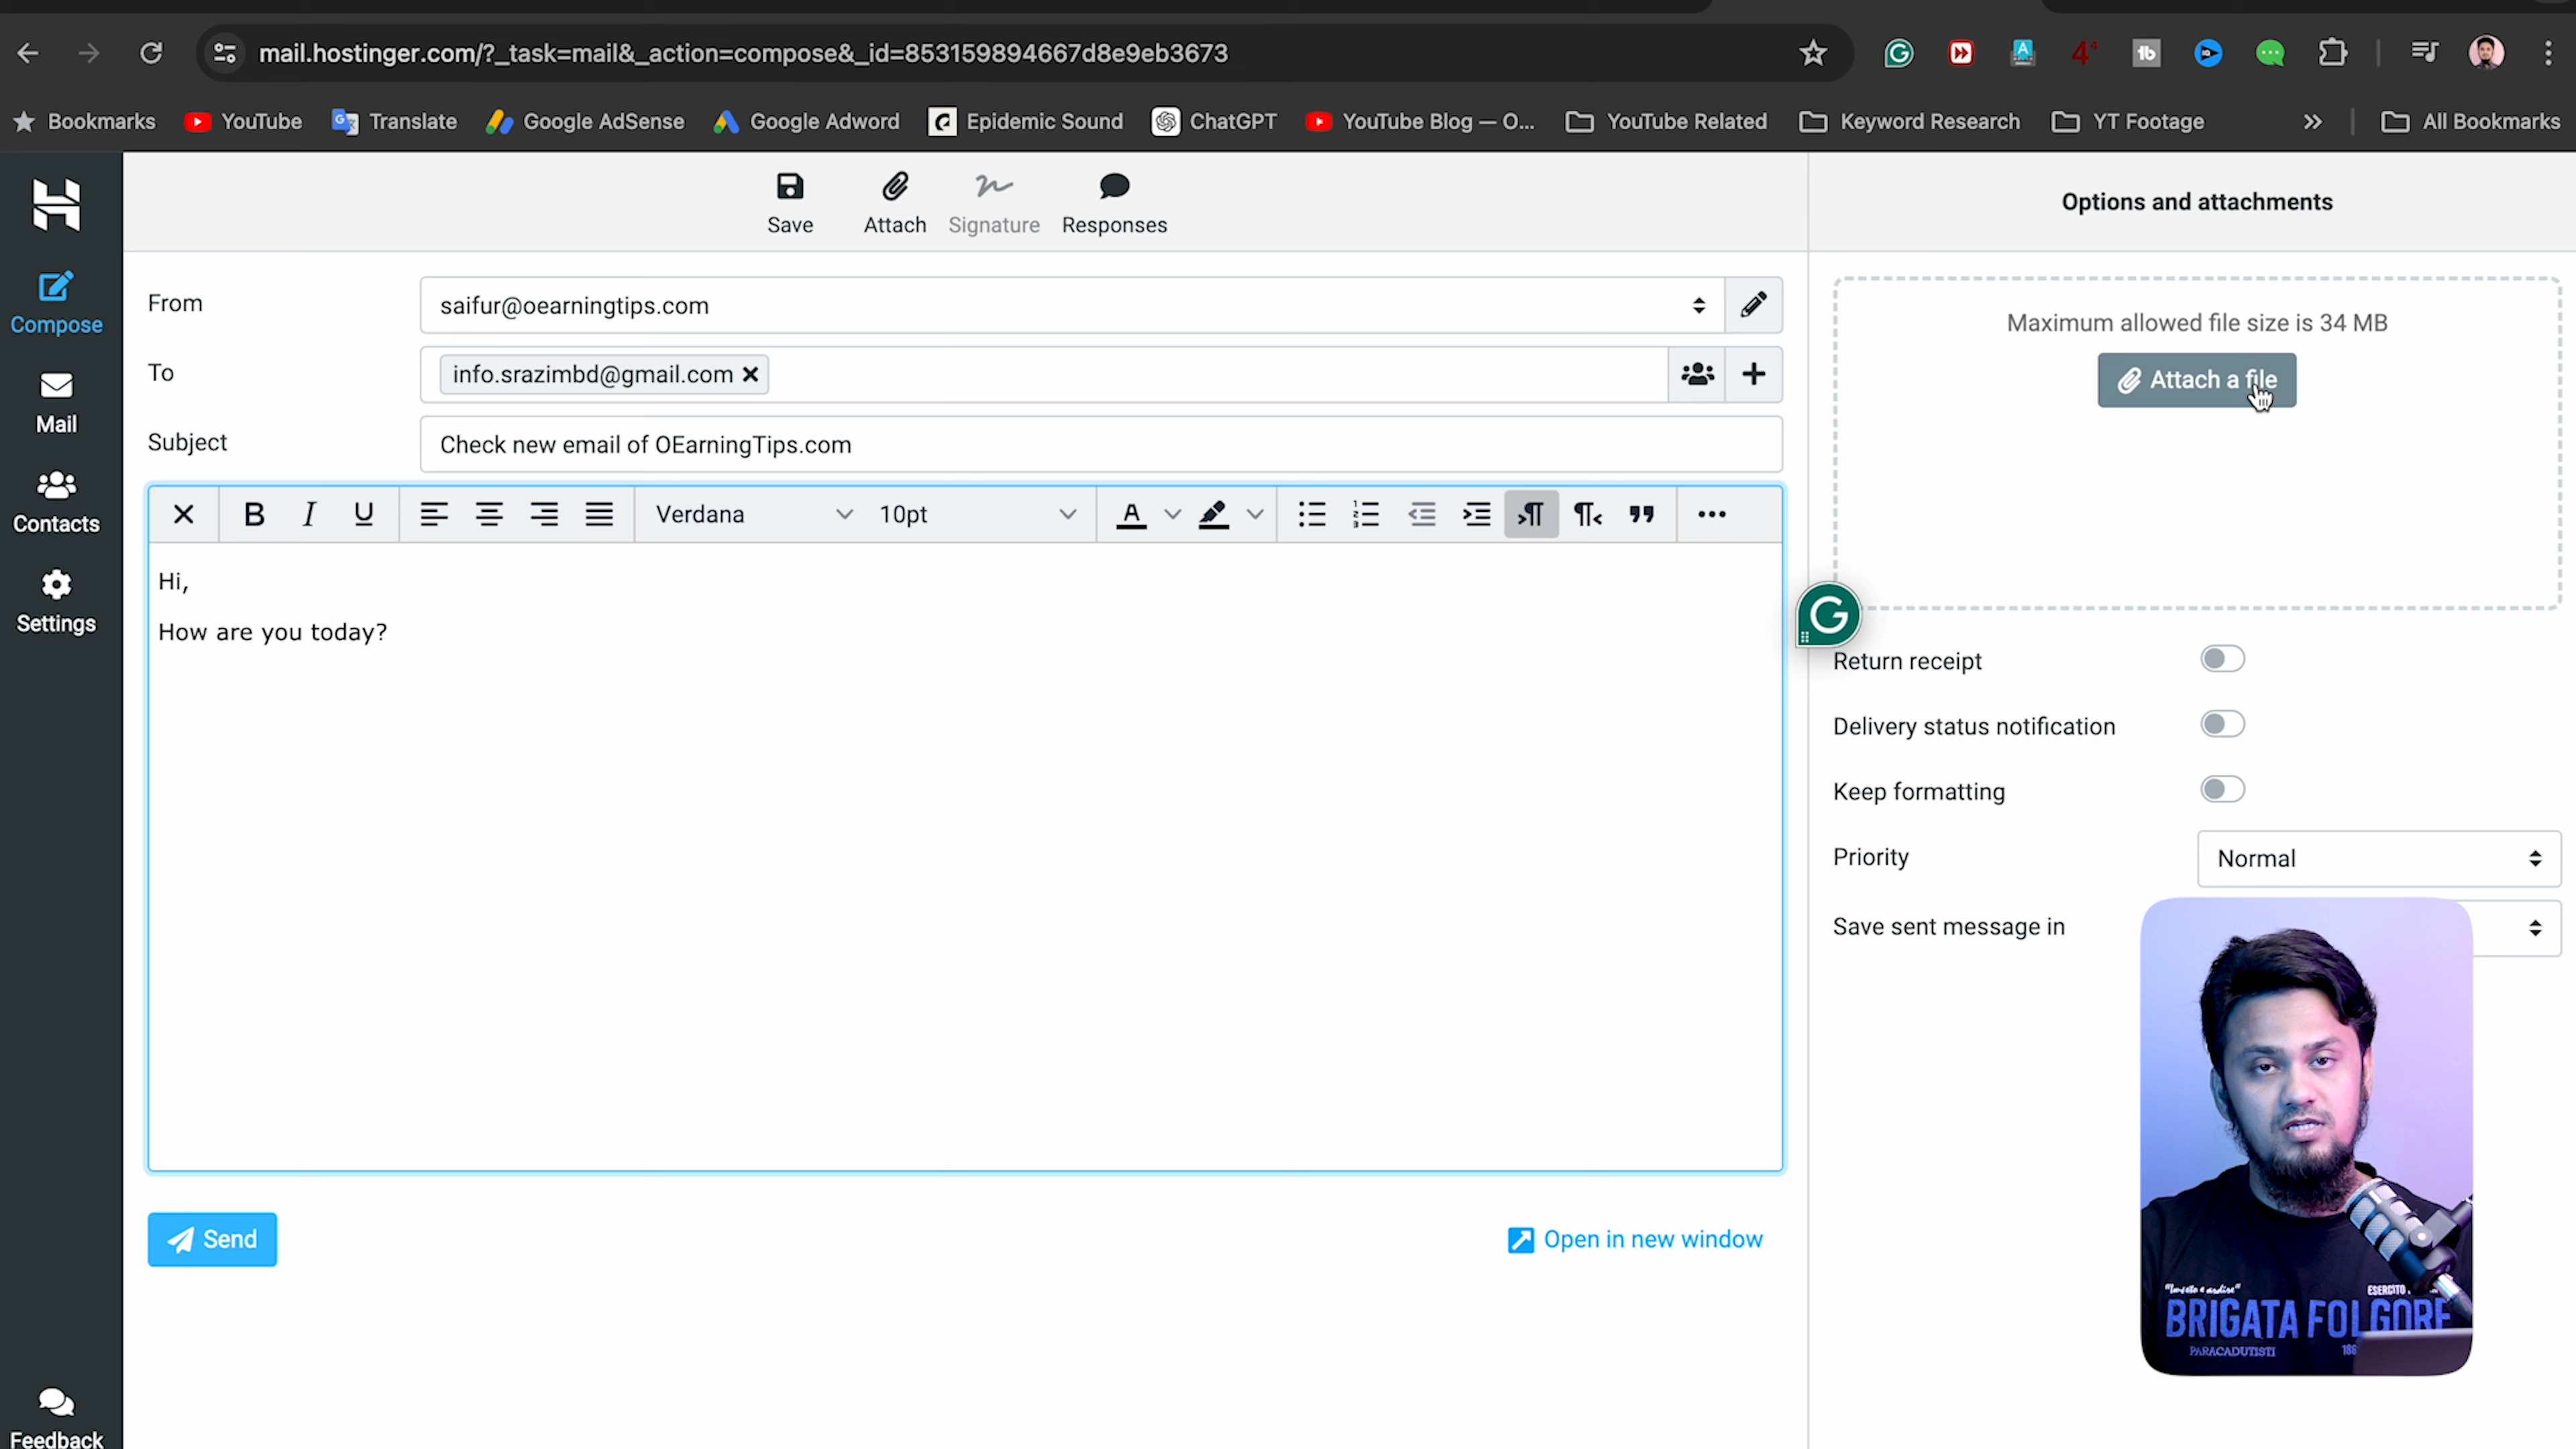 mail.hostinger.com/?_task=mail&_action=compose&_id=853159894667d8e9eb3673
Bookmarks YouTube Translate Google AdSense Google Adword Epidemic Sound ChatGPT YouTube Blog — O... YouTube Related Keyword Research YT Footage All Bookmarks
Save Attach Signature Responses
Options and attachments
Compose
Mail
Contacts
Settings
Feedback
From saifur@oearningtips.com
To info.srazimbd@gmail.com
Subject Check new email of OEarningTips.com
Verdana 10pt
Hi,
How are you today?
Send
Open in new window
Maximum allowed file size is 34 MB
Attach a file
Return receipt
Delivery status notification
Keep formatting
Priority Normal
Save sent message in
BRIGATA FOLGORE
PARACADUTISTI